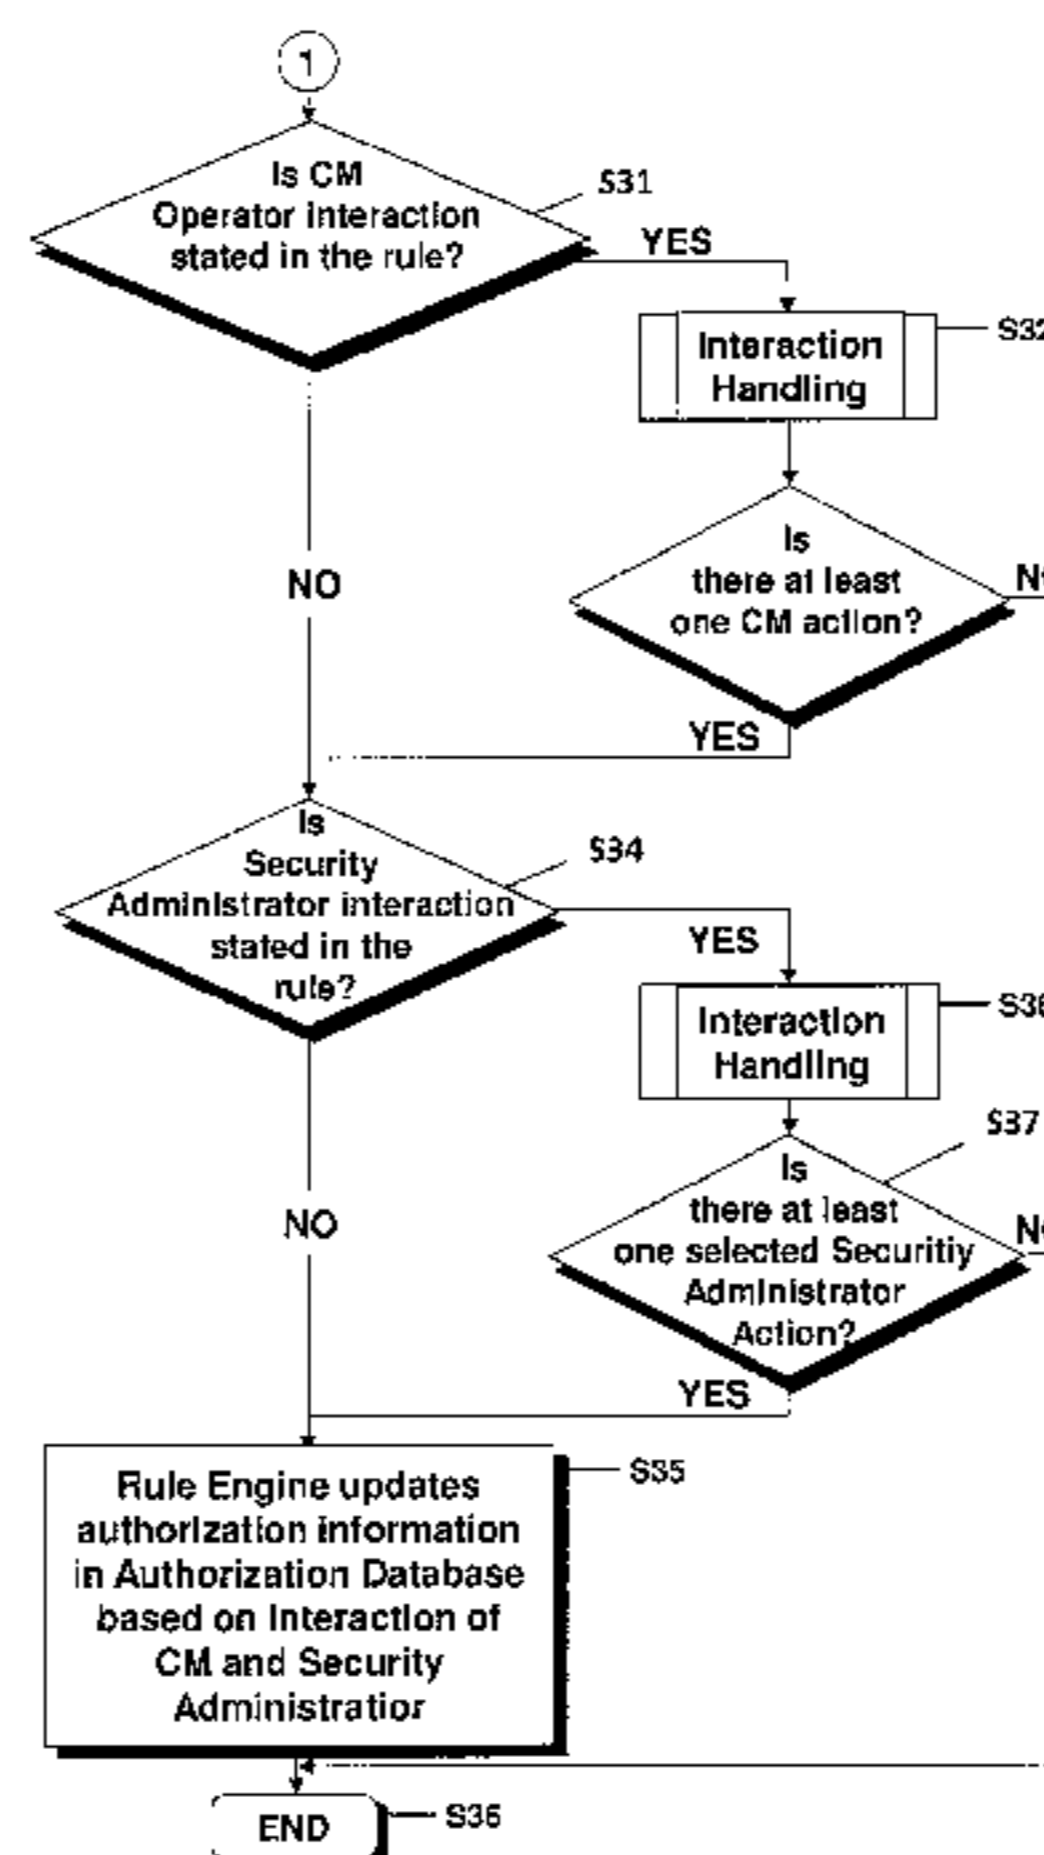 1
Is CM
Operator interaction
stated in the rule?
S31
YES
Interaction
Handling
S32
NO
Is
there at least
one CM action?
YES
Is
Security
Administrator interaction
stated in the
rule?
S34
YES
Interaction
Handling
S36
S37
NO
Is
there at least
one selected Securitiy
Administrator
Action?
YES
Rule Engine updates
authorization information
in Authorization Database
based on Interaction of
CM and Security
Administratior
S35
END
S36